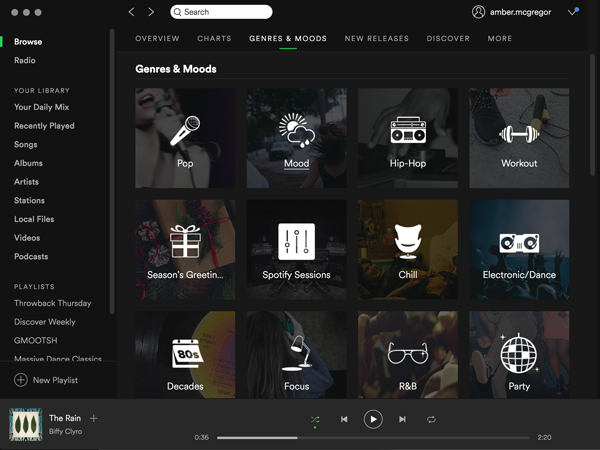 Search
amber.mcgregor
Browse
Radio
YOUR LIBRARY
Your Daily Mix
Recently Played
Songs
Albums
Artists
Stations
Local Files
Videos
Podcasts
PLAYLISTS
Throwback Thursday
Discover Weekly
GMOOTSH
Massive Dance Classics
New Playlist
OVERVIEW CHARTS GENRES & MOODS NEW RELEASES DISCOVER MORE
Genres & Moods
Pop
Mood
Hip-Hop
Workout
Season's Greetin...
Spotify Sessions
Chill
Electronic/Dance
80s
Decades
Focus
R&B
Party
The Rain
Biffy Clyro
0:36
2:20